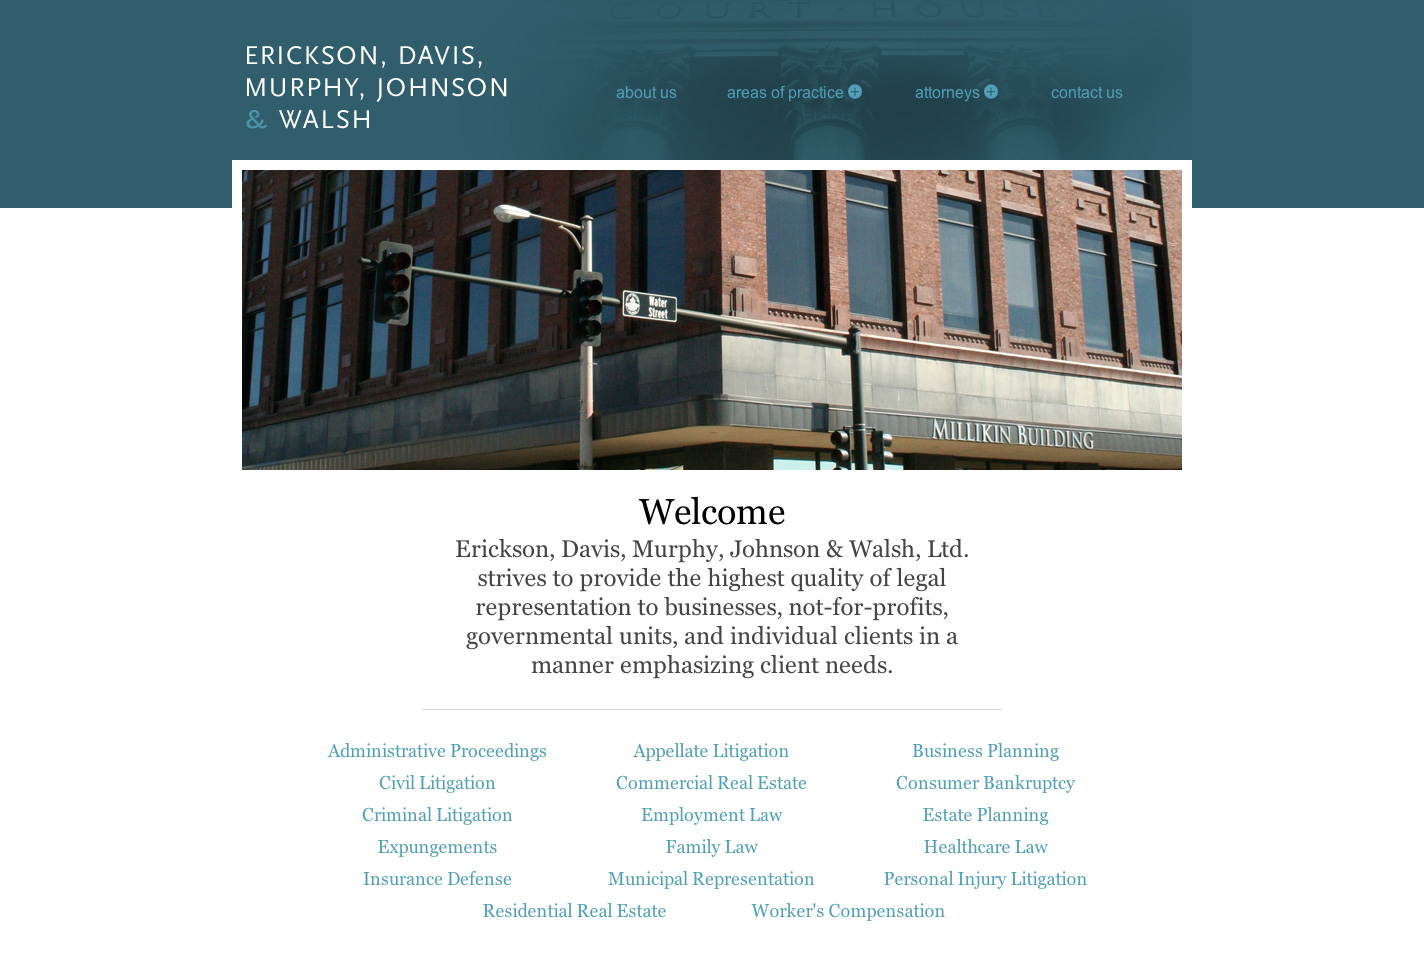 COURT HOUSE
ERICKSON, DAVIS,
MURPHY, JOHNSON
& WALSH
about us
areas of practice
attorneys
contact us
Water
Street
MILLIKIN BUILDING
Welcome
Erickson, Davis, Murphy, Johnson & Walsh, Ltd.
strives to provide the highest quality of legal
representation to businesses, not-for-profits,
governmental units, and individual clients in a
manner emphasizing client needs.
Administrative Proceedings
Appellate Litigation
Business Planning
Civil Litigation
Commercial Real Estate
Consumer Bankruptcy
Criminal Litigation
Employment Law
Estate Planning
Expungements
Family Law
Healthcare Law
Insurance Defense
Municipal Representation
Personal Injury Litigation
Residential Real Estate
Worker's Compensation